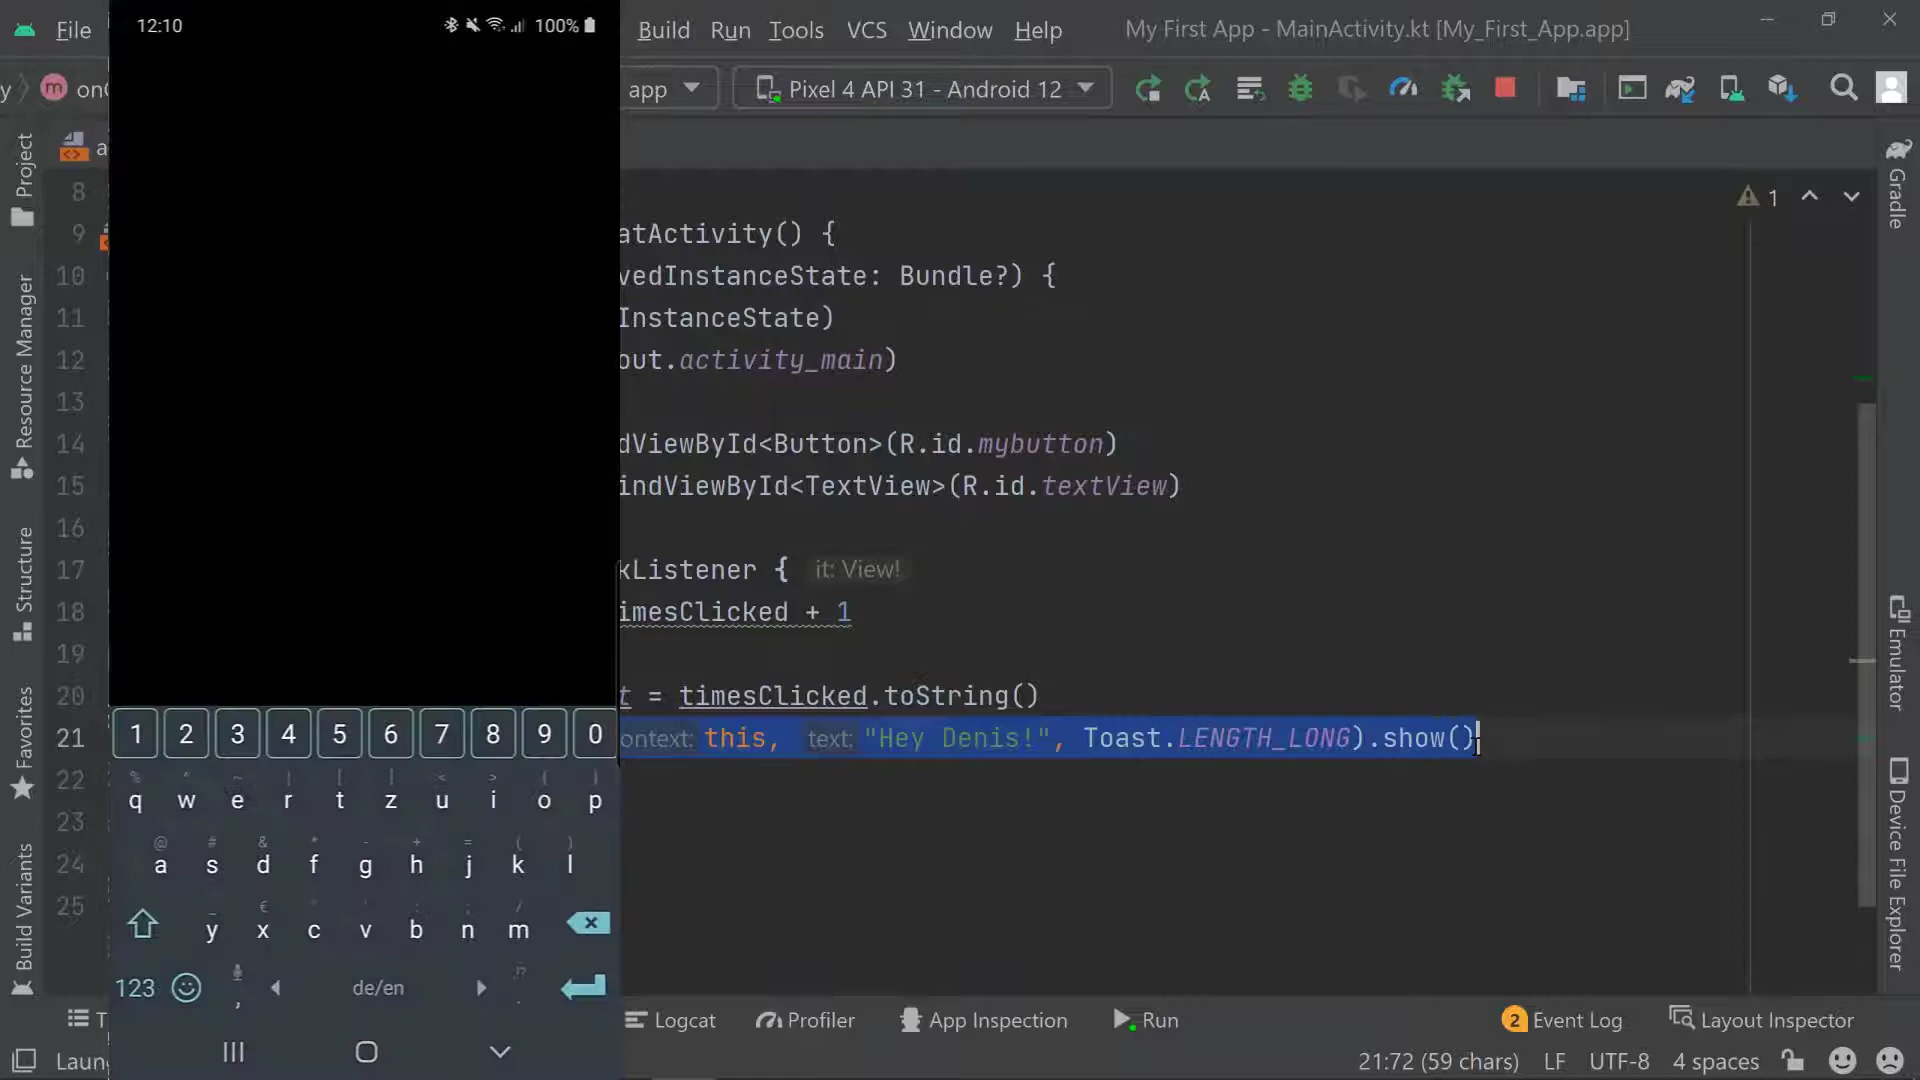 12:10
100%
File
Build Run Tools VCS Window Help
My First App - MainActivity.kt [My_First_App.app]
y
m
app
Pixel 4 API 31 - Android 12
a
1
Project
Resource Manager
Structure
Favorites
Build Variants
Gradle
Emulator
Device File Explorer
8
9 atActivity() {
10 vedInstanceState: Bundle?) {
11 InstanceState)
12 out.activity_main)
13
14 dViewById<Button>(R.id.mybutton)
15 indViewById<TextView>(R.id.textView)
16
17 kListener { it: View!
18 imesClicked + 1
19
20 t = timesClicked.toString()
21 ontext: this, text: "Hey Denis!", Toast.LENGTH_LONG).show()
22
23
24
25
1 2 3 4 5 6 7 8 9 0
q w e r t z u i o p
@ # & * - + = ( )
a s d f g h j k l
y x c v b n m
123 , de/en .
T
Logcat Profiler App Inspection Run
2 Event Log Layout Inspector
Laun
21:72 (59 chars) LF UTF-8 4 spaces